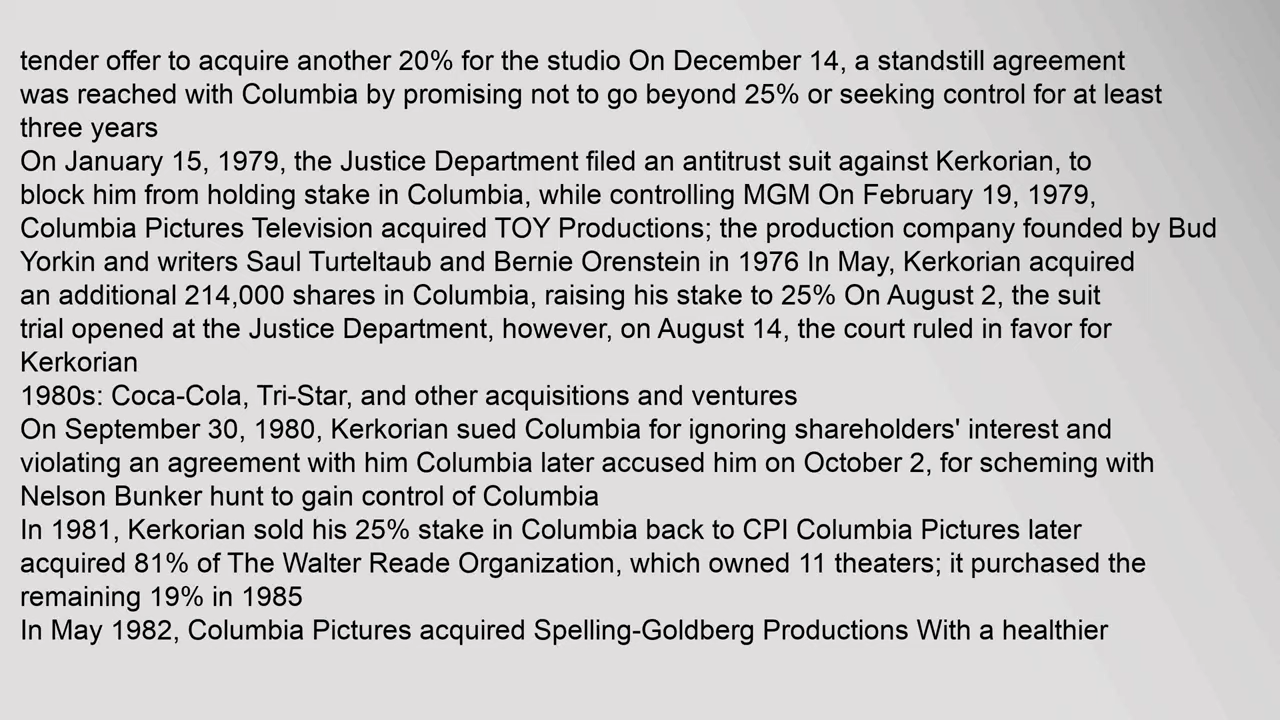 tender offer to acquire another 20% for the studio On December 14, a standstill agreement
was reached with Columbia by promising not to go beyond 25% or seeking control for at least
three years
On January 15, 1979, the Justice Department filed an antitrust suit against Kerkorian, to
block him from holding stake in Columbia, while controlling MGM On February 19, 1979,
Columbia Pictures Television acquired TOY Productions; the production company founded by Bud
Yorkin and writers Saul Turteltaub and Bernie Orenstein in 1976 In May, Kerkorian acquired
an additional 214,000 shares in Columbia, raising his stake to 25% On August 2, the suit
trial opened at the Justice Department, however, on August 14, the court ruled in favor for
Kerkorian
1980s: Coca-Cola, Tri-Star, and other acquisitions and ventures
On September 30, 1980, Kerkorian sued Columbia for ignoring shareholders' interest and
violating an agreement with him Columbia later accused him on October 2, for scheming with
Nelson Bunker hunt to gain control of Columbia
In 1981, Kerkorian sold his 25% stake in Columbia back to CPI Columbia Pictures later
acquired 81% of The Walter Reade Organization, which owned 11 theaters; it purchased the
remaining 19% in 1985
In May 1982, Columbia Pictures acquired Spelling-Goldberg Productions With a healthier